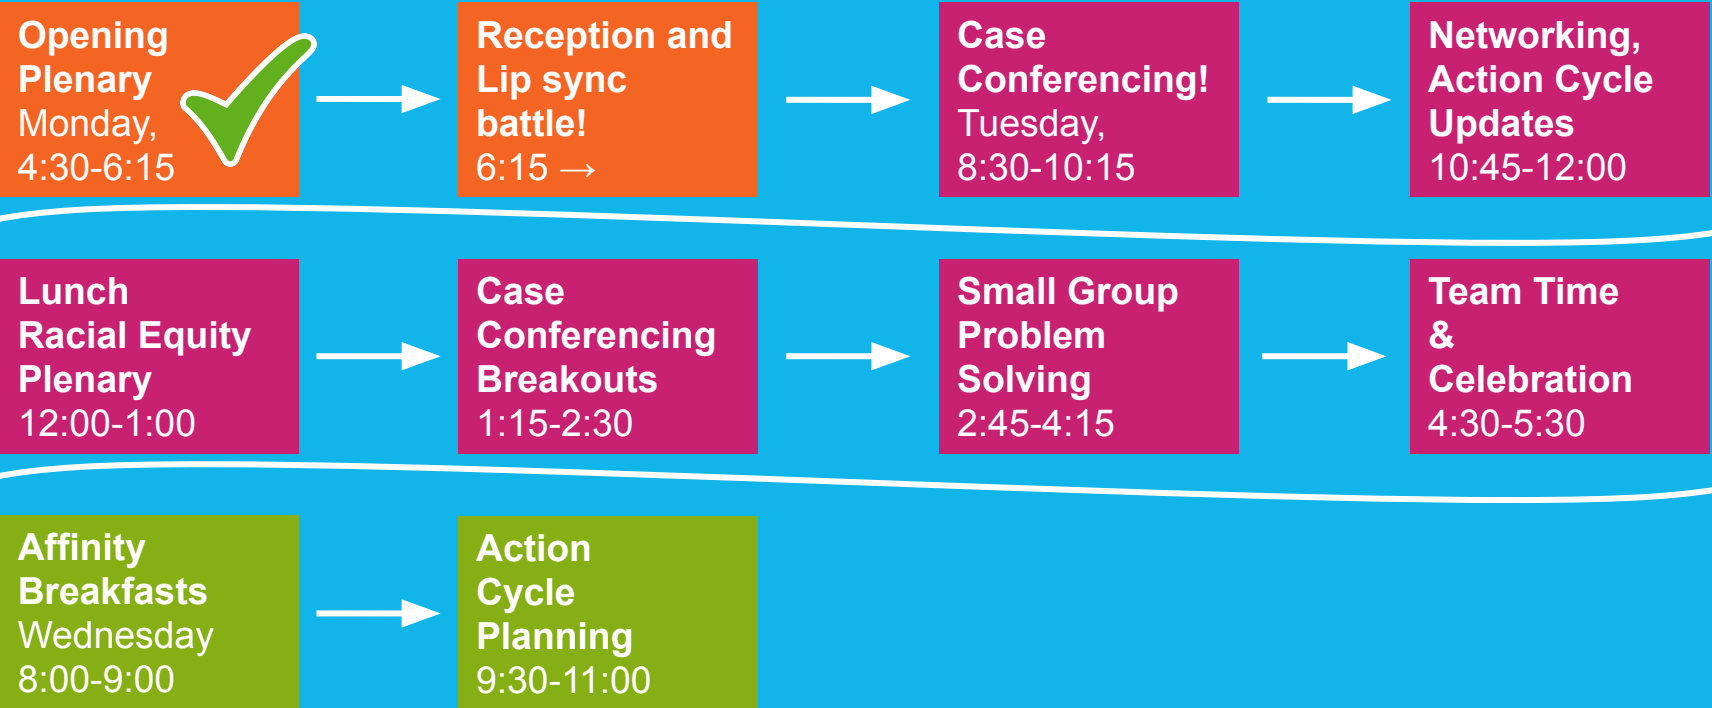 Opening
Plenary
Monday,
4:30-6:15
Reception and
Lip sync
battle!
6:15 →
Case
Conferencing!
Tuesday,
8:30-10:15
Networking,
Action Cycle
Updates
10:45-12:00
Lunch
Racial Equity
Plenary
12:00-1:00
Case
Conferencing
Breakouts
1:15-2:30
Small Group
Problem
Solving
2:45-4:15
Team Time
&
Celebration
4:30-5:30
Affinity
Breakfasts
Wednesday
8:00-9:00
Action
Cycle
Planning
9:30-11:00